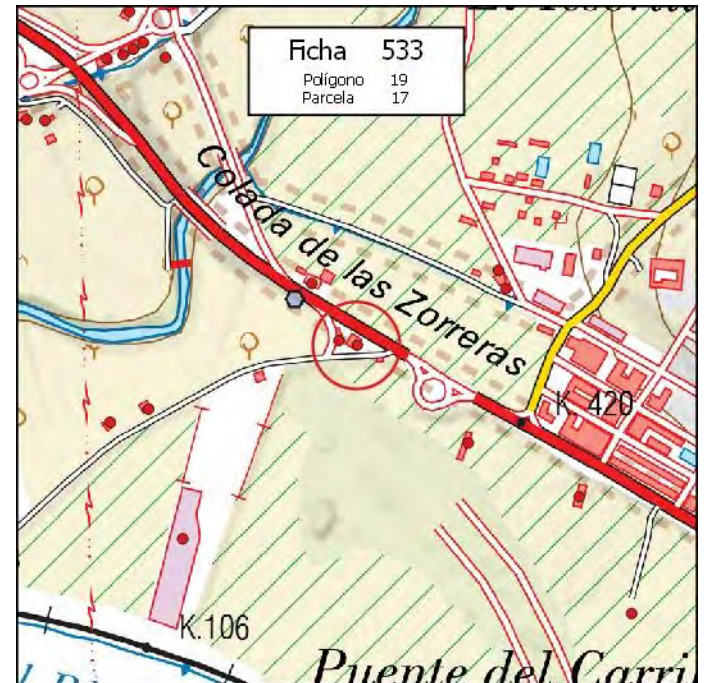 Ficha 533
Polígono 19
Parcela 17
Colada de las Zorreras
K. 420
K.106
Puente del Carri